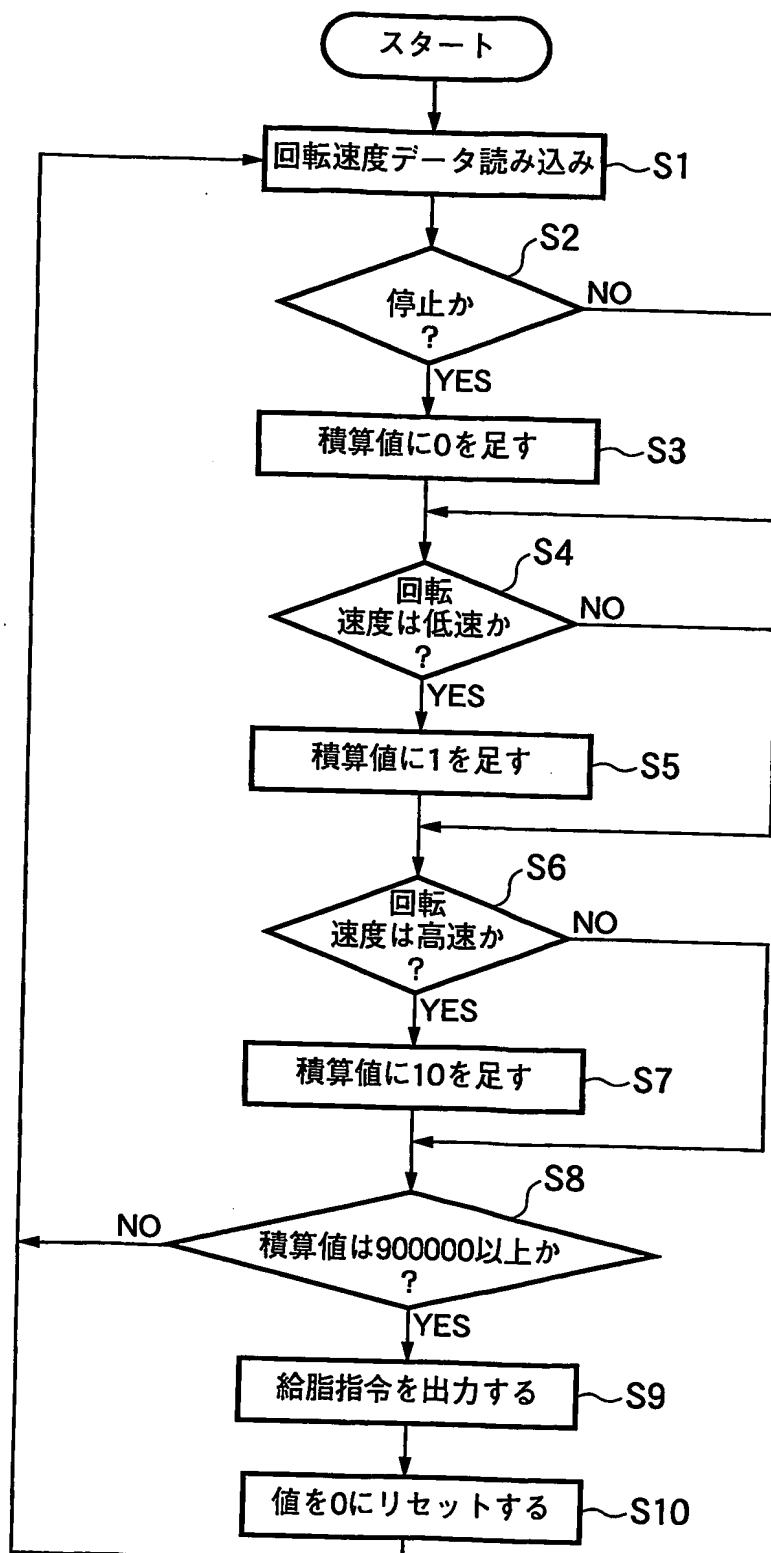 スタート
回転速度データ読み込み
S1
S2
停止か
?
NO
YES
積算値に0を足す
S3
S4
回転
速度は低速か
?
NO
YES
積算値に1を足す
S5
S6
回転
速度は高速か
?
NO
YES
積算値に10を足す
S7
S8
NO
積算値は900000以上か
?
YES
給脂指令を出力する
S9
値を0にリセットする
S10